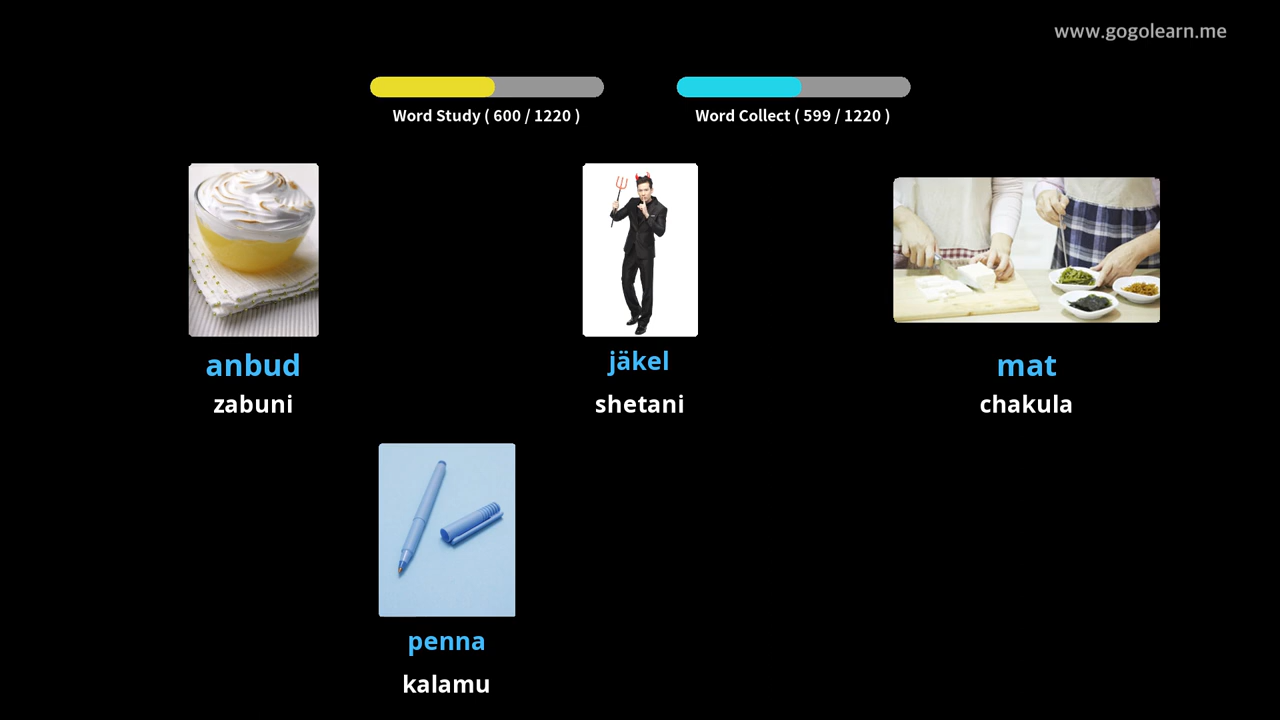 www.gogolearn.me
Word Study ( 600 / 1220 )
Word Collect ( 599 / 1220 )
anbud
zabuni
jäkel
shetani
mat
chakula
penna
kalamu